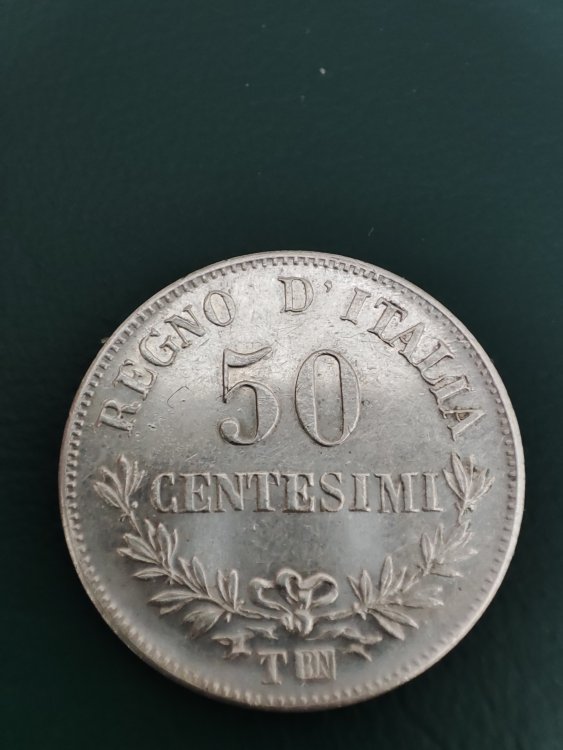 REGNO D'ITALIA
50
CENTESIMI
T BN